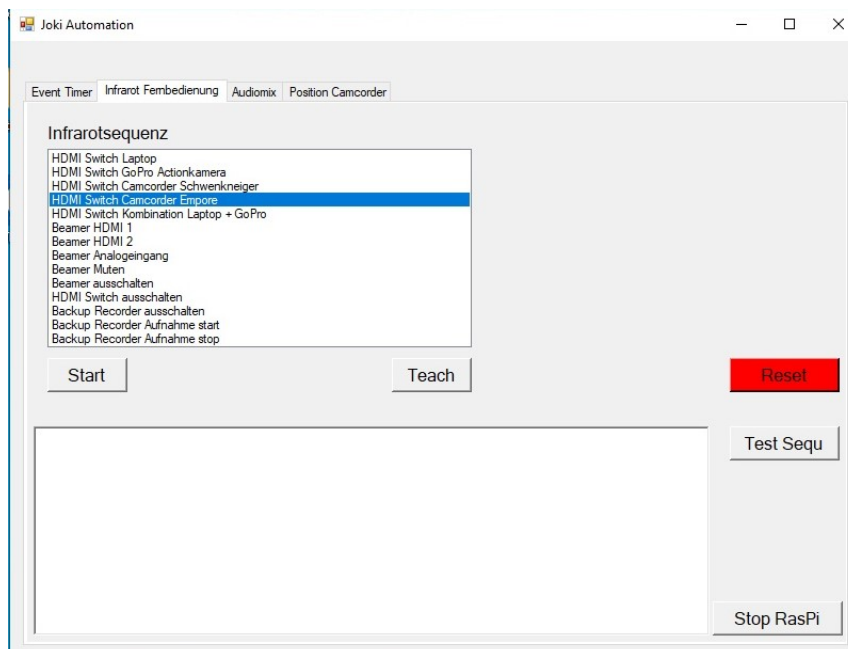 Joki Automation
Event Timer Infrarot Fernbedienung Audiomix Position Camcorder
Infrarotsequenz
HDMI Switch Laptop
HDMI Switch GoPro Actionkamera
HDMI Switch Camcorder Schwenkneiger
HDMI Switch Camcorder Empore
HDMI Switch Kombination Laptop + GoPro
Beamer HDMI 1
Beamer HDMI 2
Beamer Analogeingang
Beamer Muten
Beamer ausschalten
HDMI Switch ausschalten
Backup Recorder ausschalten
Backup Recorder Aufnahme start
Backup Recorder Aufnahme stop
Start Teach Reset
Test Sequ
Stop RasPi